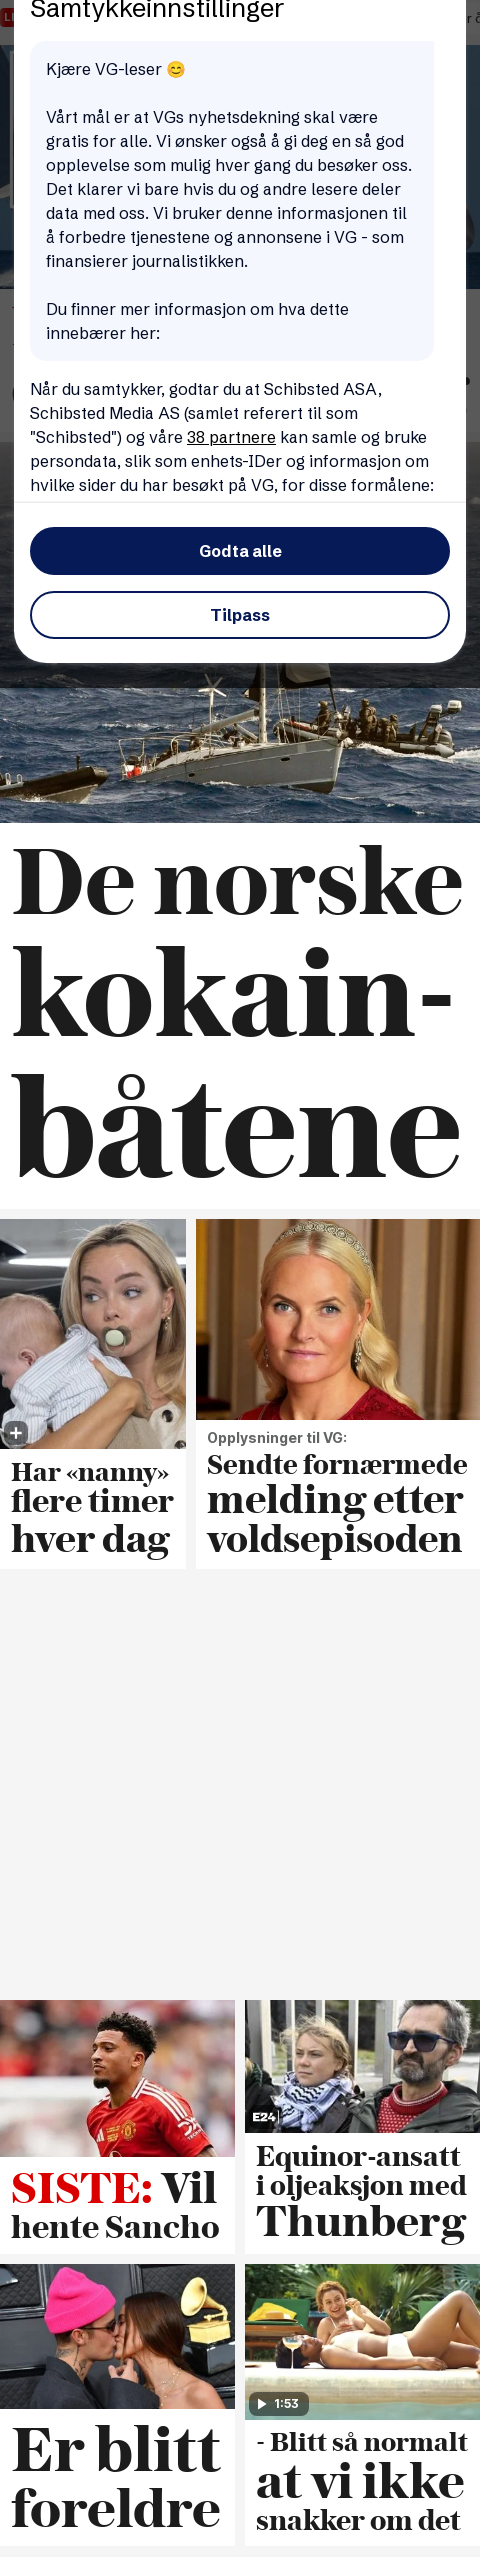 Samtykkeinnstillinger
Kjære VG-leser 😊
Vårt mål er at VGs nyhetsdekning skal være
gratis for alle. Vi ønsker også å gi deg en så god
opplevelse som mulig hver gang du besøker oss.
Det klarer vi bare hvis du og andre lesere deler
data med oss. Vi bruker denne informasjonen til
å forbedre tjenestene og annonsene i VG - som
finansierer journalistikken.
Du finner mer informasjon om hva dette
innebærer her:
Når du samtykker, godtar du at Schibsted ASA,
Schibsted Media AS (samlet referert til som
"Schibsted") og våre 38 partnere kan samle og bruke
persondata, slik som enhets-IDer og informasjon om
hvilke sider du har besøkt på VG, for disse formålene:
Godta alle
Tilpass
De norske
kokain-
båtene
Har «nanny»
flere timer
hver dag
Opplysninger til VG:
Sendte fornærmede
melding etter
voldsepisoden
SISTE: Vil
hente Sancho
E24
Equinor-ansatt
i oljeaksjon med
Thunberg
Er blitt
foreldre
1:53
- Blitt så normalt
at vi ikke
snakker om det